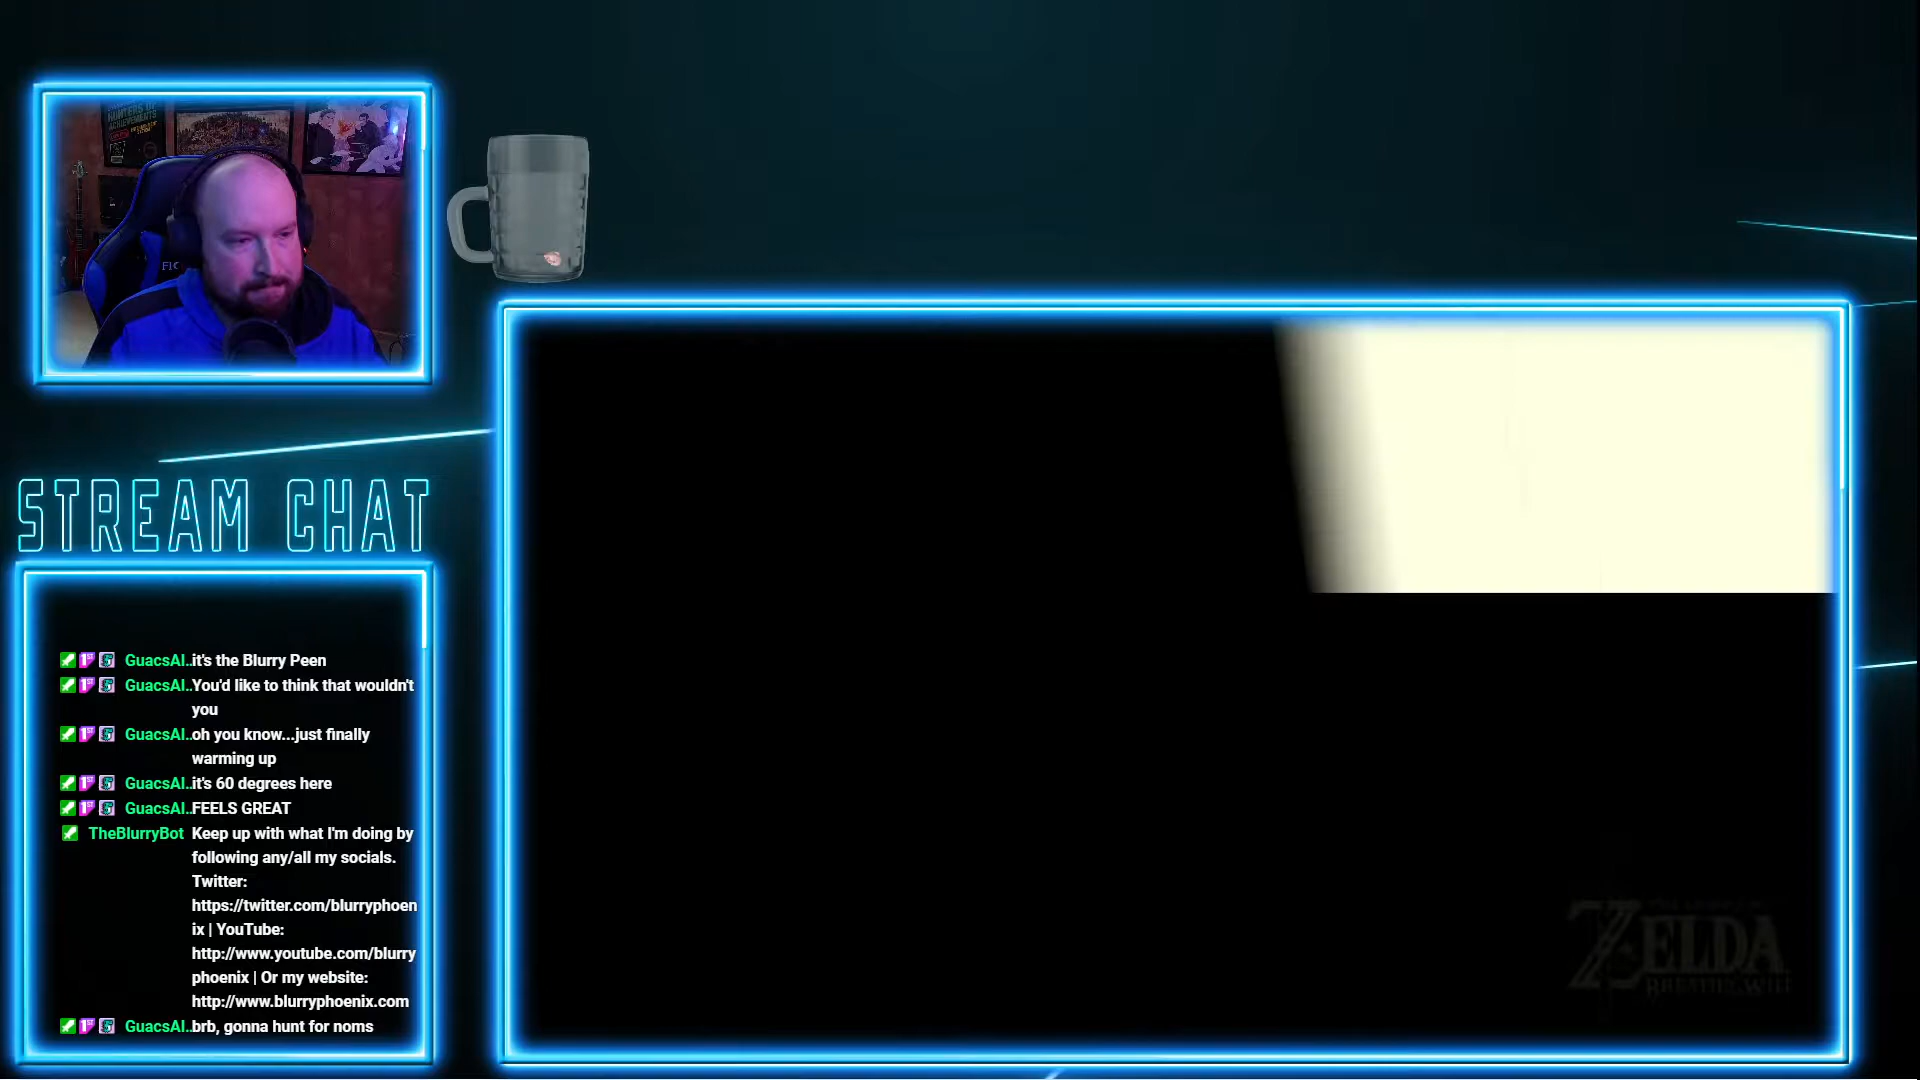 STREAM CHAT
GuacsAl..it's the Blurry Peen
GuacsAl..You'd like to think that wouldn't
you
GuacsAl..oh you know...just finally
warming up
GuacsAl..it's 60 degrees here
GuacsAl..FEELS GREAT
TheBlurryBot Keep up with what I'm doing by
following any/all my socials.
Twitter:
https://twitter.com/blurryphoen
ix | YouTube:
http://www.youtube.com/blurry
phoenix | Or my website:
http://www.blurryphoenix.com
GuacsAl..brb, gonna hunt for noms
ZELDA